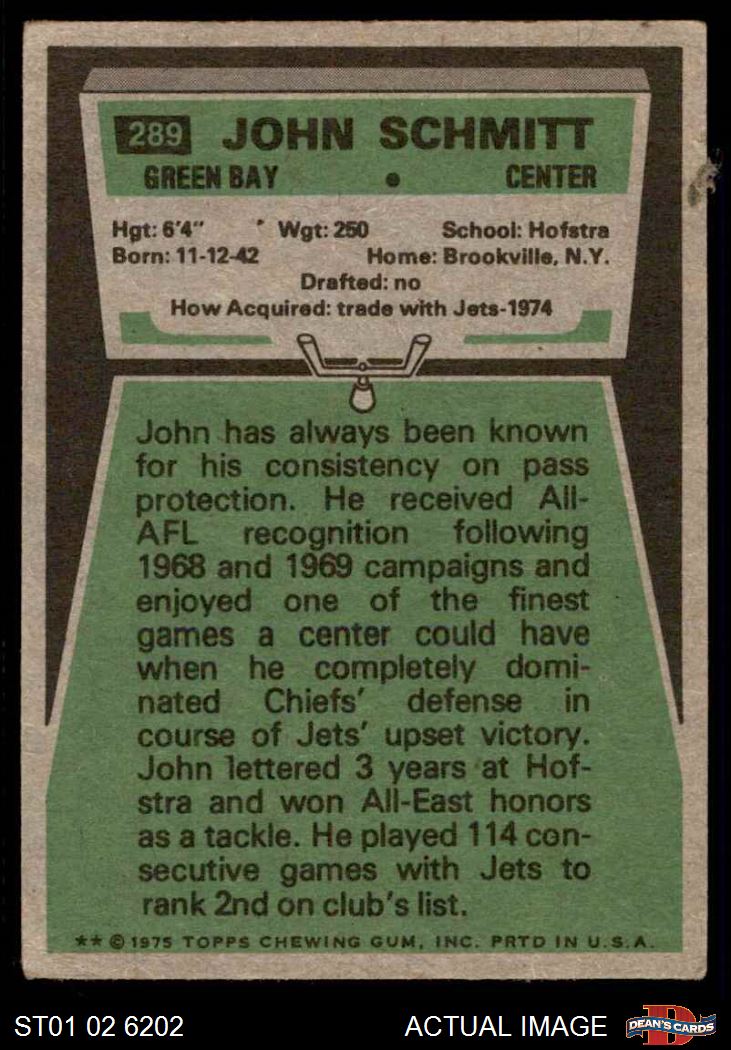 289 JOHN SCHMITT
GREEN BAY • CENTER
Hgt: 6'4" Wgt: 250 School: Hofstra
Born: 11-12-42 Home: Brookville, N.Y.
Drafted: no
How Acquired: trade with Jets-1974
John has always been known
for his consistency on pass
protection. He received All-
AFL recognition following
1968 and 1969 campaigns and
enjoyed one of the finest
games a center could have
when he completely domi-
nated Chiefs' defense in
course of Jets' upset victory.
John lettered 3 years at Hof-
stra and won All-East honors
as a tackle. He played 114 con-
secutive games with Jets to
rank 2nd on club's list.
** © 1975 TOPPS CHEWING GUM, INC. PRTD IN U.S.A.
ST01 02 6202 ACTUAL IMAGE D DEAN'S CARDS